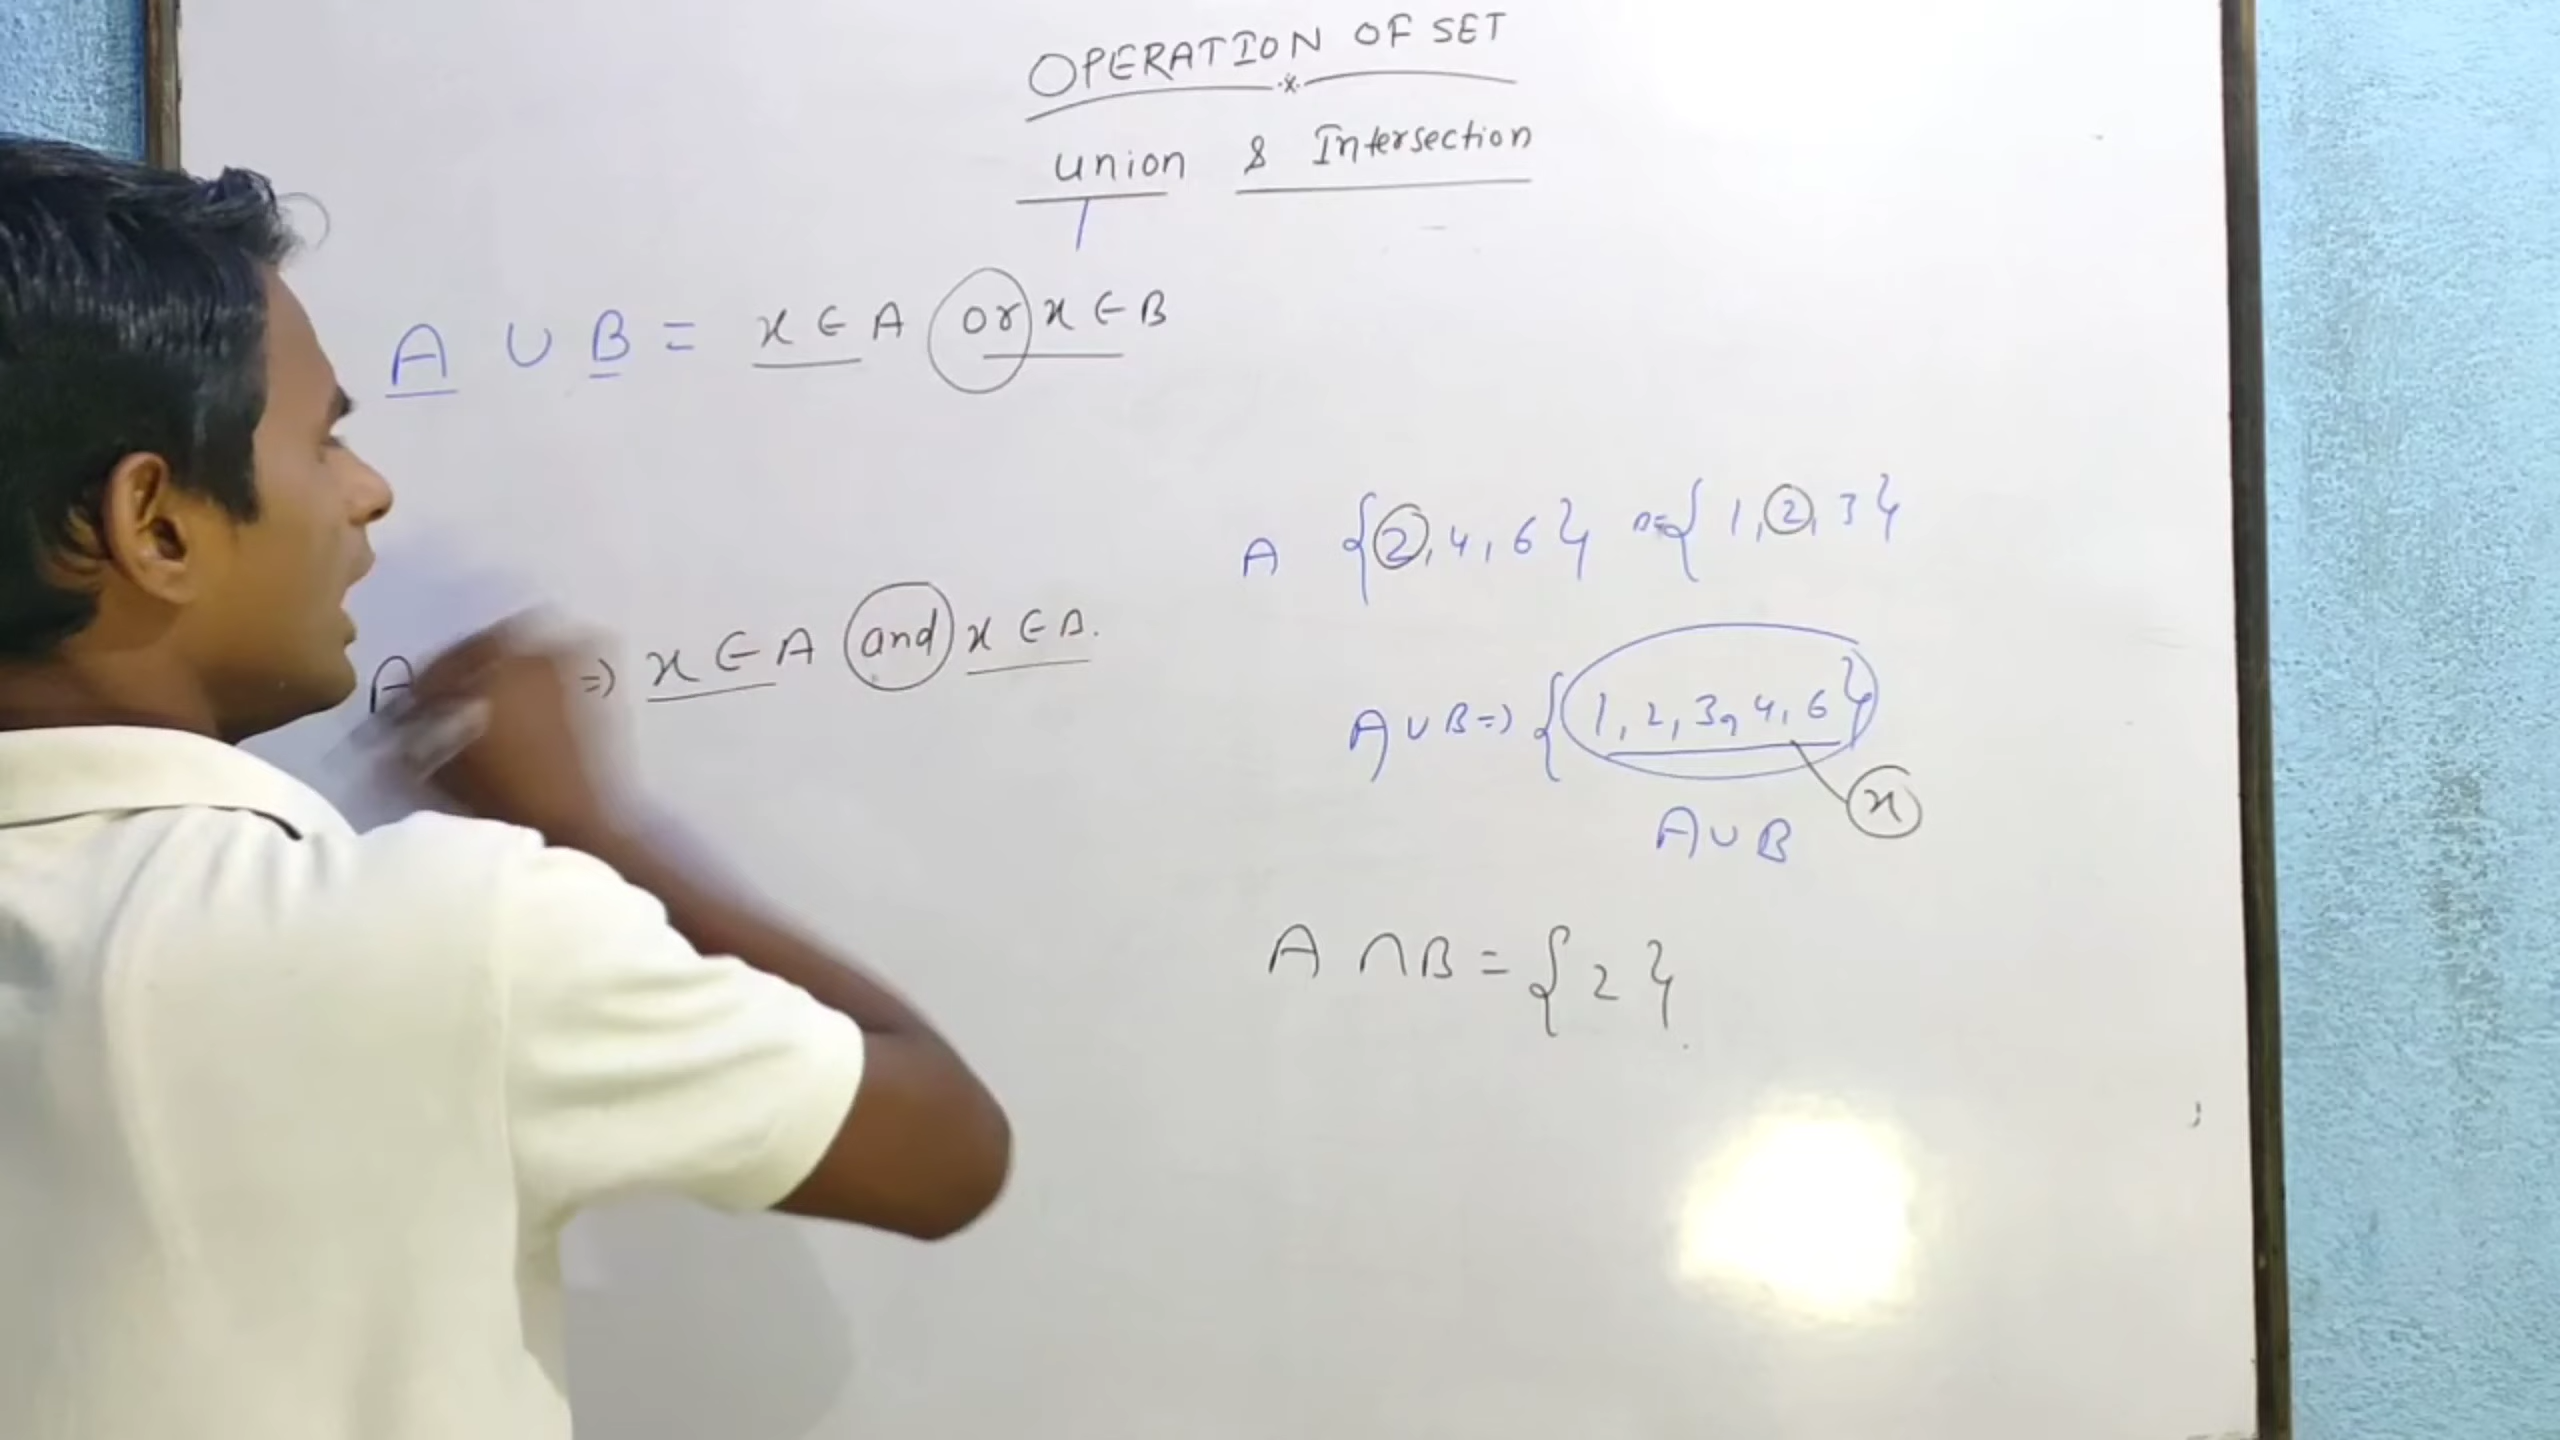 OPERATION OF SET
Union & Intersection
A ∪ B = x ∈ A or x ∈ B
A {2, 4, 6} = { 1, 2, 3 }
A ⇒ x ∈ A and x ∈ B.
A ∪ B ⇒ { 1, 2, 3, 4, 6 }
x
A ∪ B
A ∩ B = { 2 }